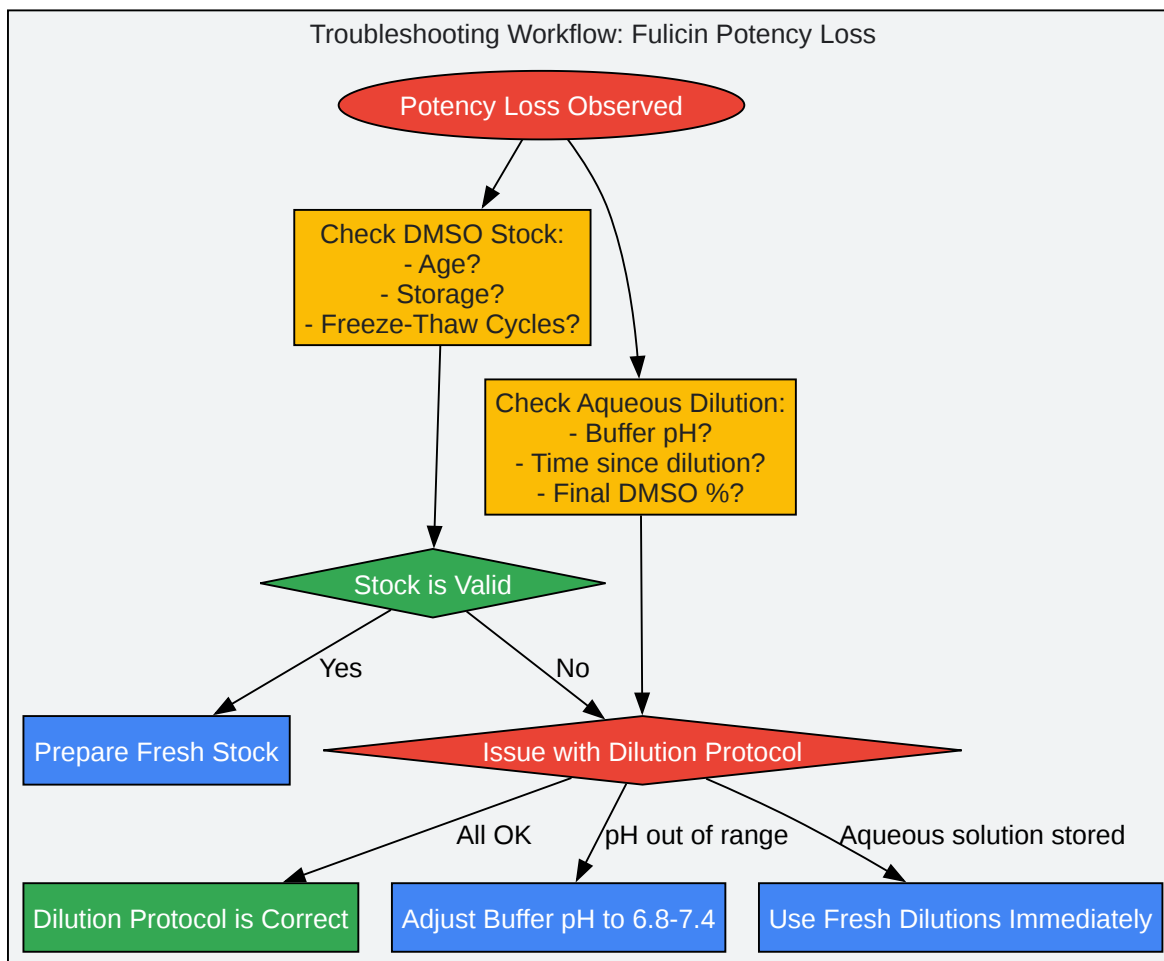 Troubleshooting Workflow: Fulicin Potency Loss
Potency Loss Observed
Check DMSO Stock:
- Age?
- Storage?
- Freeze-Thaw Cycles?
Check Aqueous Dilution:
- Buffer pH?
- Time since dilution?
- Final DMSO %?
Stock is Valid
Yes
No
Prepare Fresh Stock
Issue with Dilution Protocol
All OK
pH out of range
Aqueous solution stored
Dilution Protocol is Correct
Adjust Buffer pH to 6.8-7.4
Use Fresh Dilutions Immediately